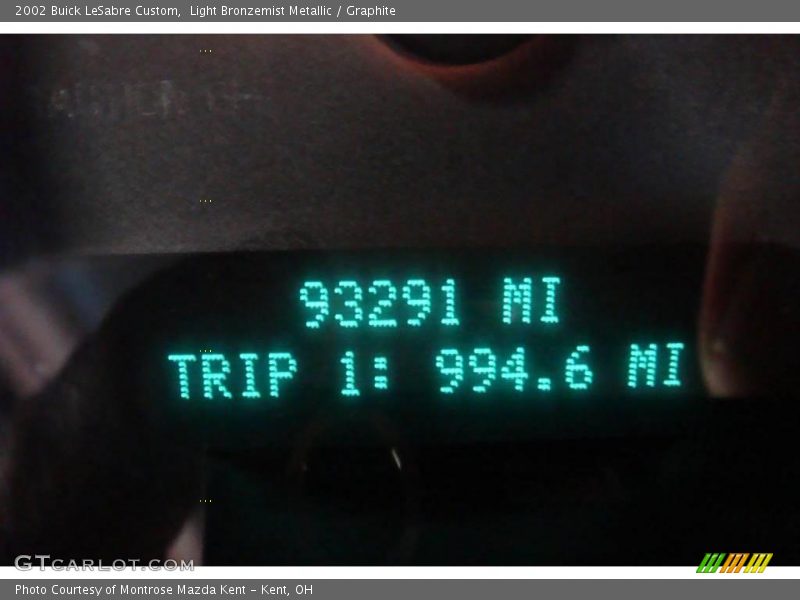 2002 Buick LeSabre Custom, Light Bronzemist Metallic / Graphite
93291 MI
TRIP 1: 994.6 MI
GTCARLOT.COM
Photo Courtesy of Montrose Mazda Kent - Kent, OH